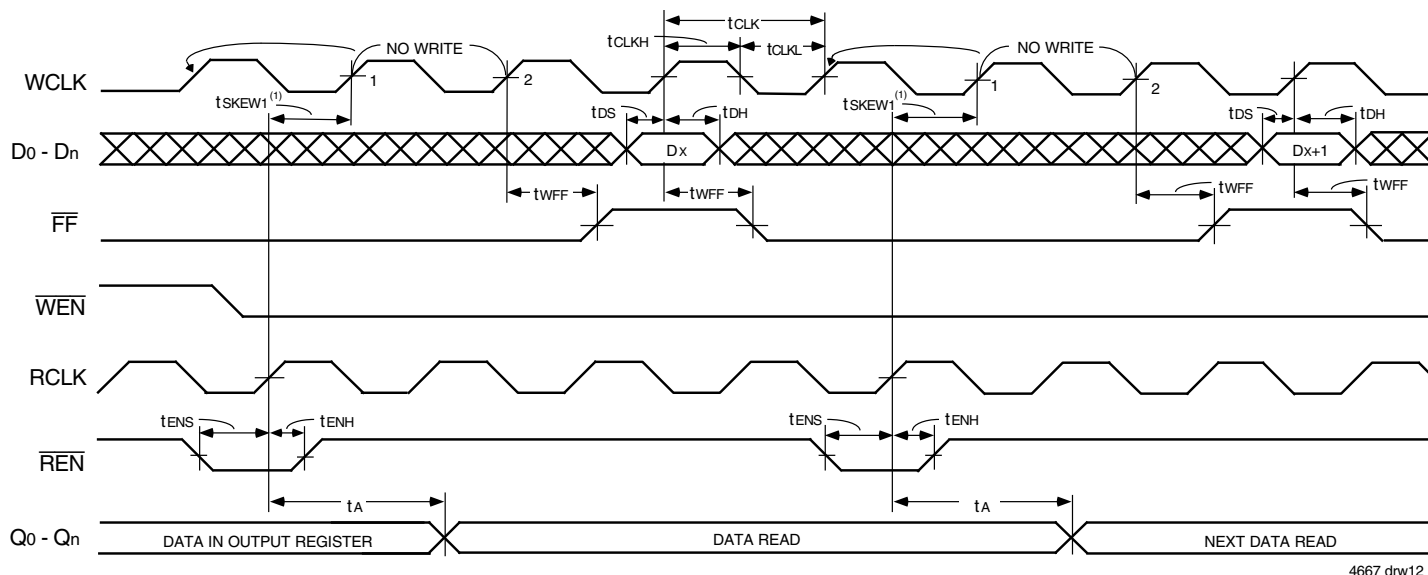 tCLK
tCLKH
tCLKL
NO WRITE
NO WRITE
WCLK
1
2
1
2
tSKEW1(1)
tDS
tDH
tSKEW1(1)
tDS
tDH
D0 - Dn
DX
DX+1
tWFF
tWFF
tWFF
tWFF
FF
WEN
RCLK
tENS
tENH
tENS
tENH
REN
tA
tA
Q0 - Qn
DATA IN OUTPUT REGISTER
DATA READ
NEXT DATA READ
4667 drw12